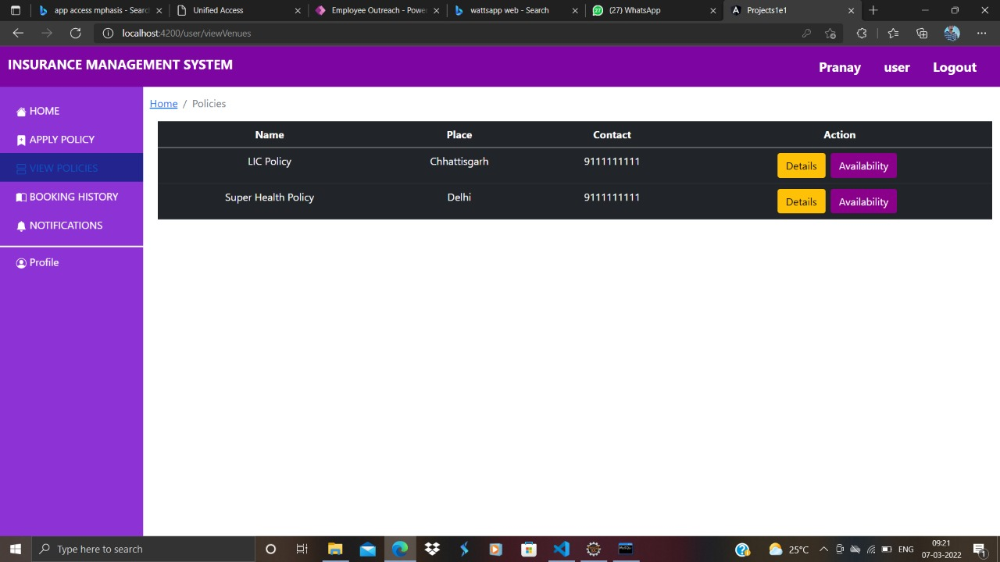 app access mphasis - Searc
Unified Access
Employee Outreach - Powe
wattsapp web - Search
(27) WhatsApp
Projects1e1
localhost:4200/user/viewVenues
INSURANCE MANAGEMENT SYSTEM
Pranay user Logout
HOME
APPLY POLICY
VIEW POLICIES
BOOKING HISTORY
NOTIFICATIONS
Profile
Home / Policies
Name Place Contact Action
LIC Policy Chhattisgarh 9111111111 Details Availability
Super Health Policy Delhi 9111111111 Details Availability
Type here to search
25°C
ENG
09:21
07-03-2022